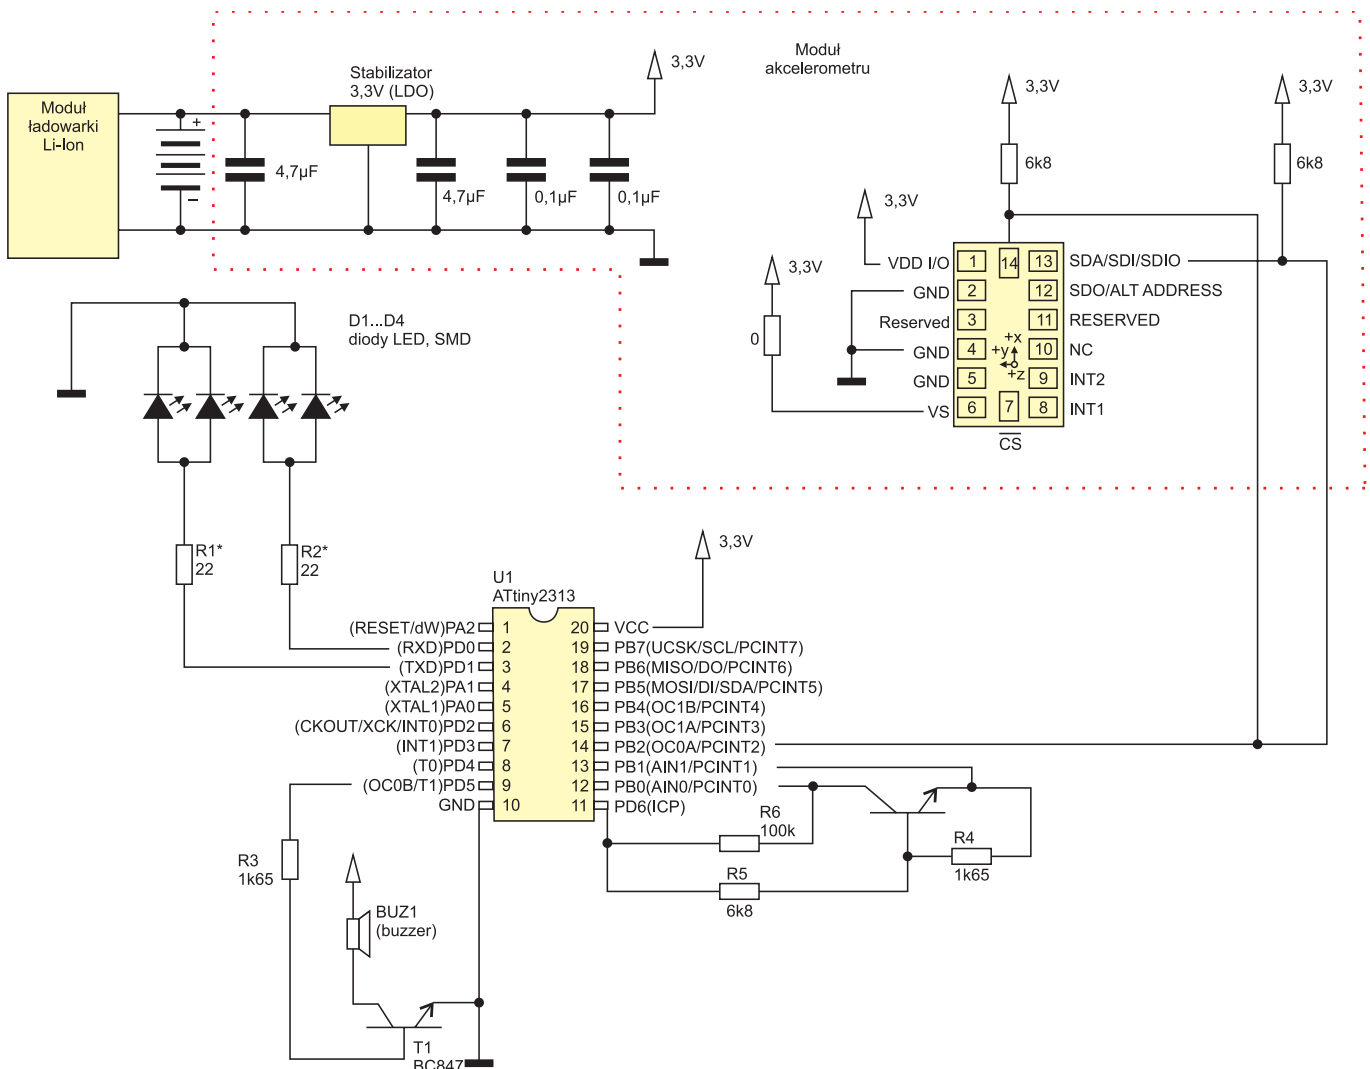 Moduł
ładowarki
Li-Ion
+
–
4,7µF
Stabilizator
3,3V (LDO)
4,7µF
0,1µF
0,1µF
3,3V
Moduł
akcelerometru
3,3V
6k8
3,3V
6k8
3,3V
3,3V
0
VDD I/O
GND
Reserved
GND
GND
VS
1
2
3
4
5
6
14
7
13
12
11
10
9
8
+x
+y
+z
CS
SDA/SDI/SDIO
SDO/ALT ADDRESS
RESERVED
NC
INT2
INT1
D1...D4
diody LED, SMD
R1*
22
R2*
22
3,3V
U1
ATtiny2313
(RESET/dW)PA2
(RXD)PD0
(TXD)PD1
(XTAL2)PA1
(XTAL1)PA0
(CKOUT/XCK/INT0)PD2
(INT1)PD3
(T0)PD4
(OC0B/T1)PD5
GND
1
2
3
4
5
6
7
8
9
10
20
19
18
17
16
15
14
13
12
11
VCC
PB7(UCSK/SCL/PCINT7)
PB6(MISO/DO/PCINT6)
PB5(MOSI/DI/SDA/PCINT5)
PB4(OC1B/PCINT4)
PB3(OC1A/PCINT3)
PB2(OC0A/PCINT2)
PB1(AIN1/PCINT1)
PB0(AIN0/PCINT0)
PD6(ICP)
R6
100k
R5
6k8
R4
1k65
R3
1k65
BUZ1
(buzzer)
T1
BC847